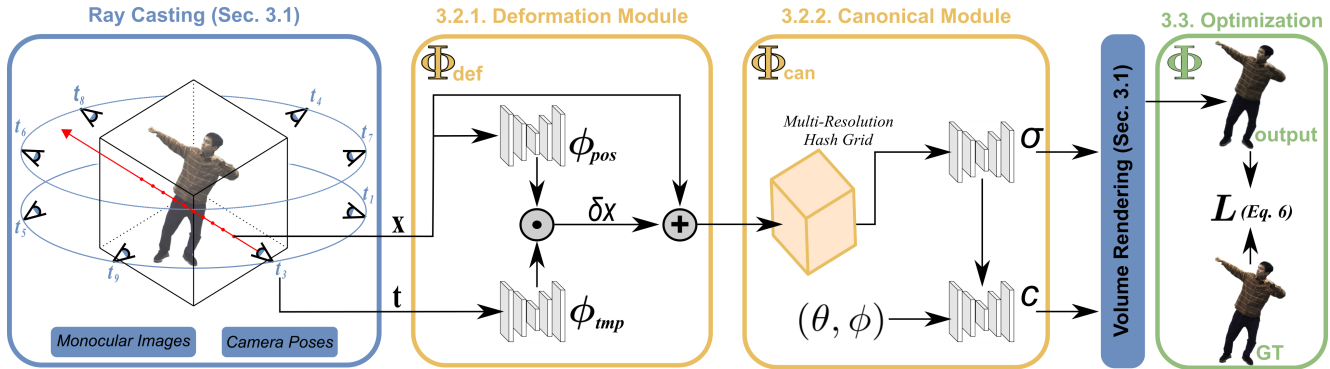 Ray Casting (Sec. 3.1)
t8
t4
t6
t7
t1
t5
t9
t3
x
t
Monocular Images
Camera Poses
3.2.1. Deformation Module
Φdef
ϕpos
δx
ϕtmp
3.2.2. Canonical Module
Φcan
Multi-Resolution
Hash Grid
σ
(θ, ϕ)
c
Volume Rendering (Sec. 3.1)
3.3. Optimization
Φ
output
L (Eq. 6)
GT